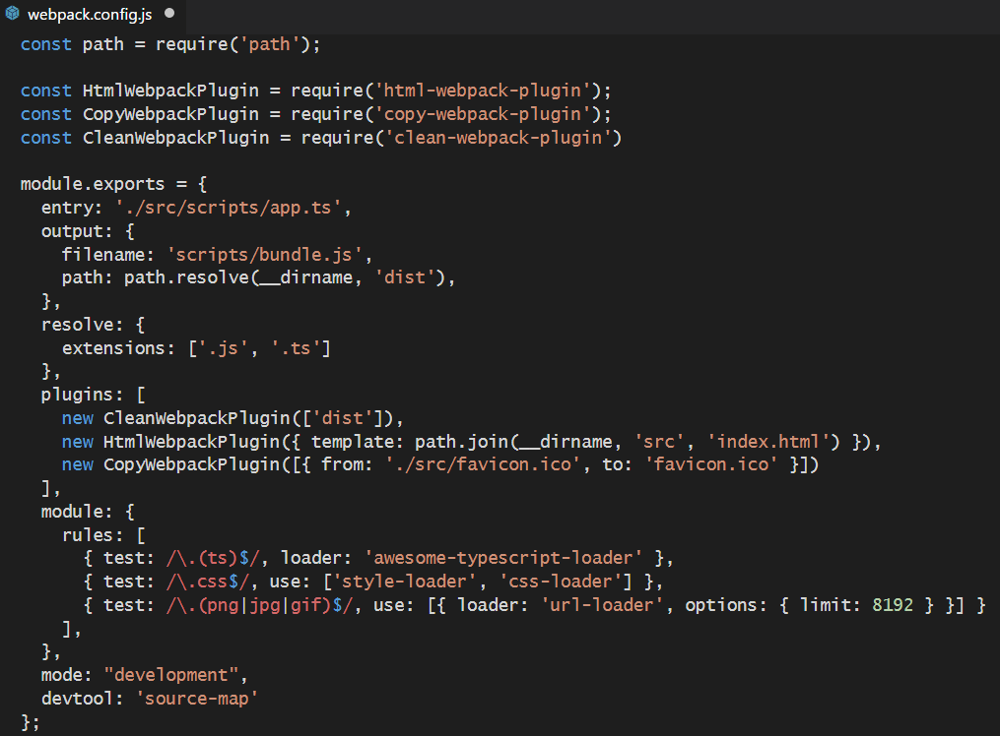 webpack.config.js
const path = require('path');
const HtmlWebpackPlugin = require('html-webpack-plugin');
const CopyWebpackPlugin = require('copy-webpack-plugin');
const CleanWebpackPlugin = require('clean-webpack-plugin')
module.exports = {
  entry: './src/scripts/app.ts',
  output: {
    filename: 'scripts/bundle.js',
    path: path.resolve(__dirname, 'dist'),
  },
  resolve: {
    extensions: ['.js', '.ts']
  },
  plugins: [
    new CleanWebpackPlugin(['dist']),
    new HtmlWebpackPlugin({ template: path.join(__dirname, 'src', 'index.html') }),
    new CopyWebpackPlugin([{ from: './src/favicon.ico', to: 'favicon.ico' }])
  ],
  module: {
    rules: [
      { test: /\.(ts)$/, loader: 'awesome-typescript-loader' },
      { test: /\.css$/, use: ['style-loader', 'css-loader'] },
      { test: /\.(png|jpg|gif)$/, use: [{ loader: 'url-loader', options: { limit: 8192 } }] }
    ],
  },
  mode: "development",
  devtool: 'source-map'
};